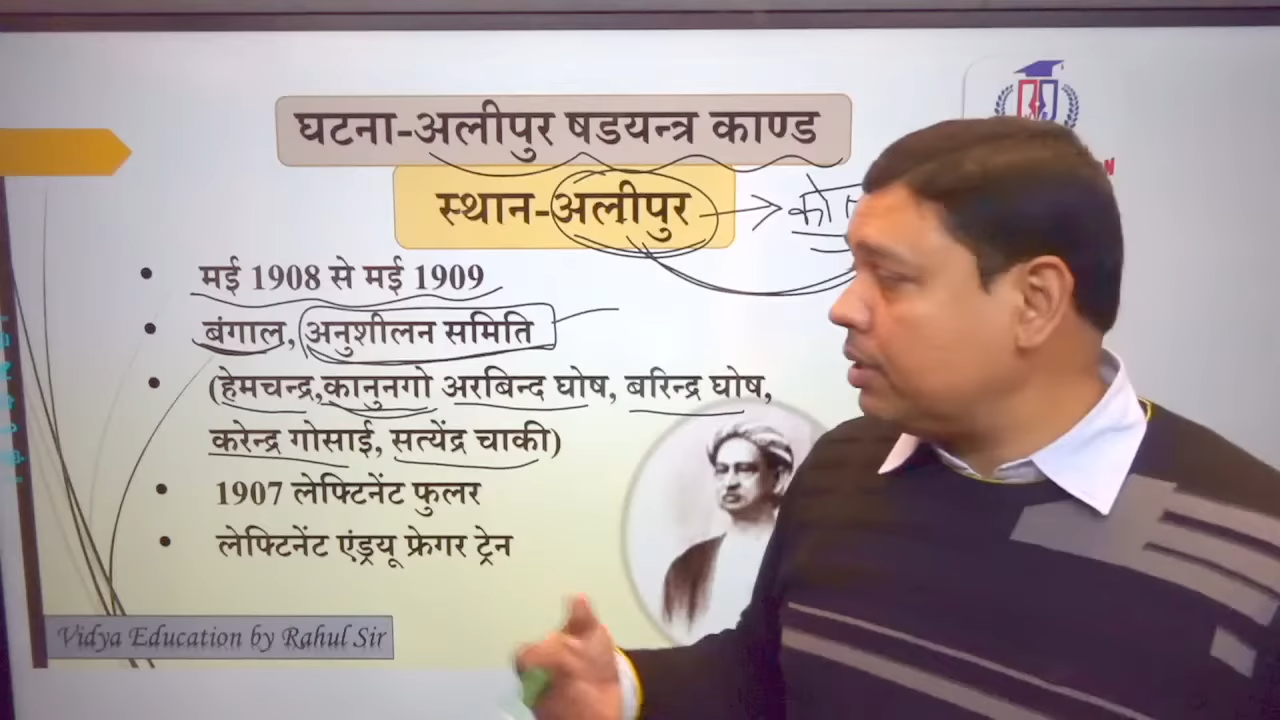 घटना-अलीपुर षडयन्त्र काण्ड
स्थान-अलीपुर
मई 1908 से मई 1909
बंगाल, अनुशीलन समिति
(हेमचन्द्र,कानुनगो अरबिन्द घोष, बरिन्द्र घोष,
करेन्द्र गोसाई, सत्येंद्र चाकी)
1907 लेफ्टिनेंट फुलर
लेफ्टिनेंट एंड्रयू फ्रेगर ट्रेन
Vidya Education by Rahul Sir